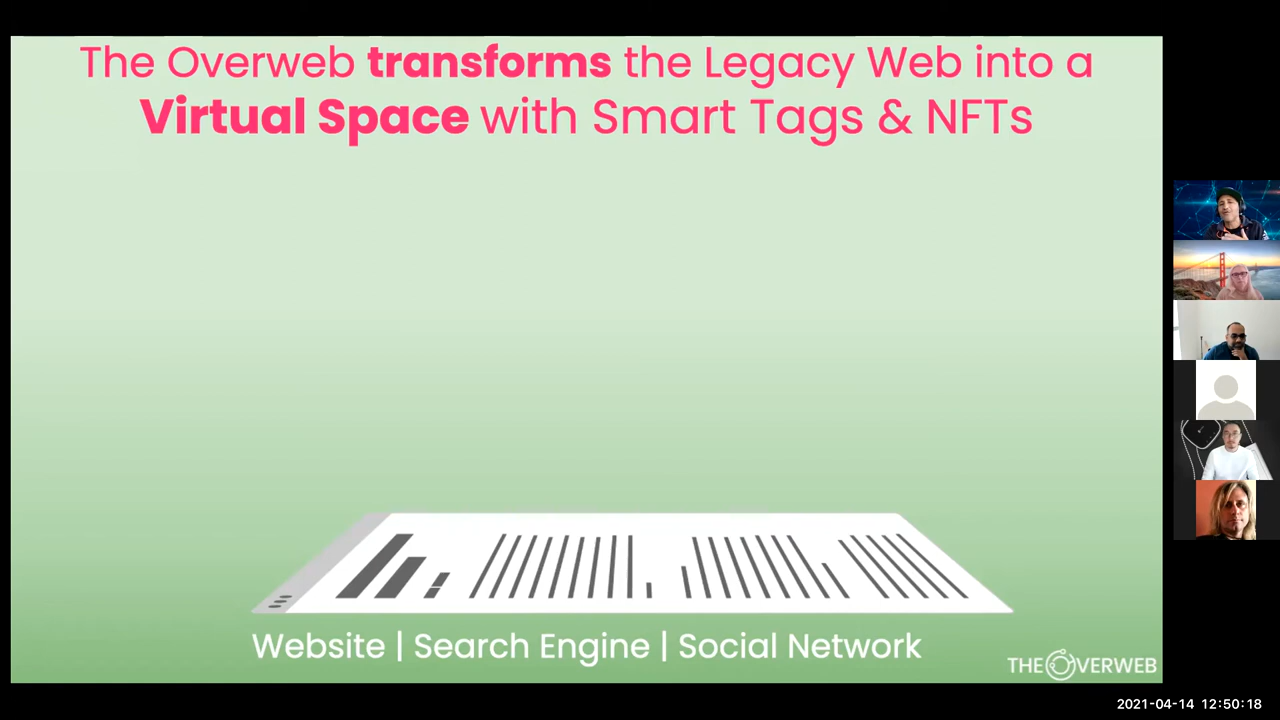 The Overweb transforms the Legacy Web into a
Virtual Space with Smart Tags & NFTs
Website | Search Engine | Social Network
THE OVERWEB
2021-04-14 12:50:18